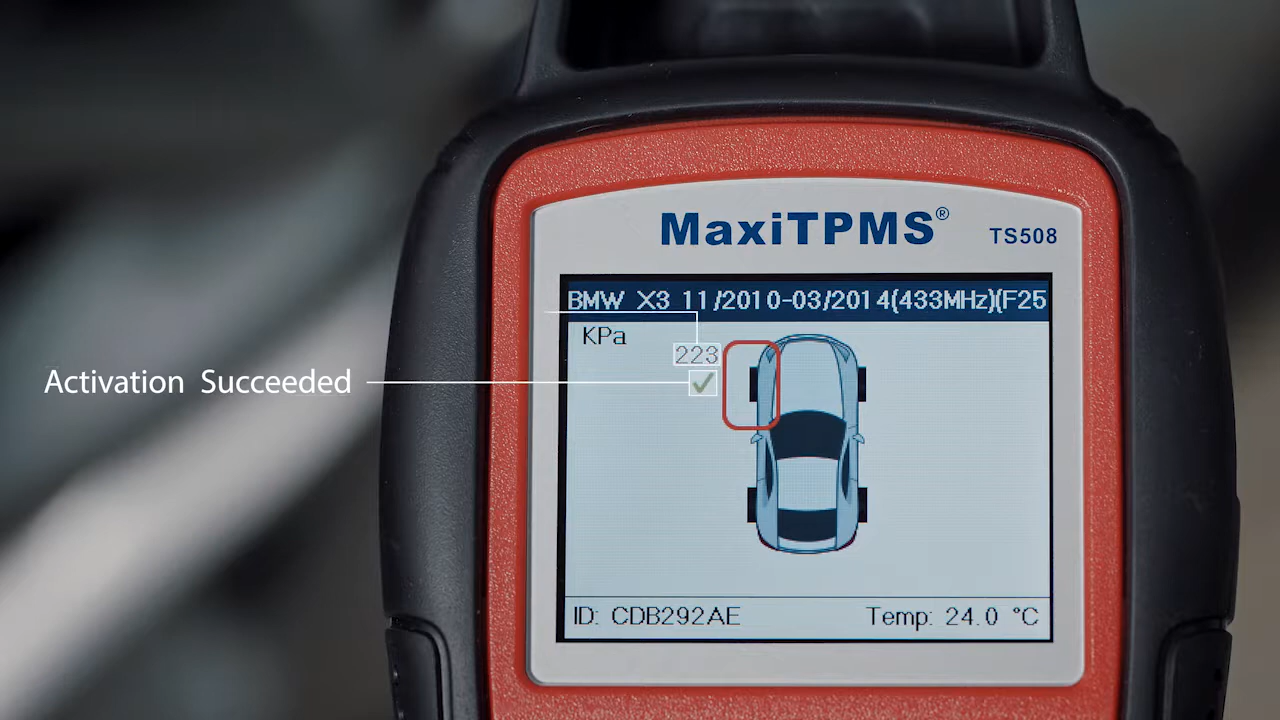 MaxiTPMS®
TS508
BMW X3 11/2010-03/2014(433MHz)(F25
KPa
223
Activation Succeeded
ID: CDB292AE
Temp: 24.0 °C